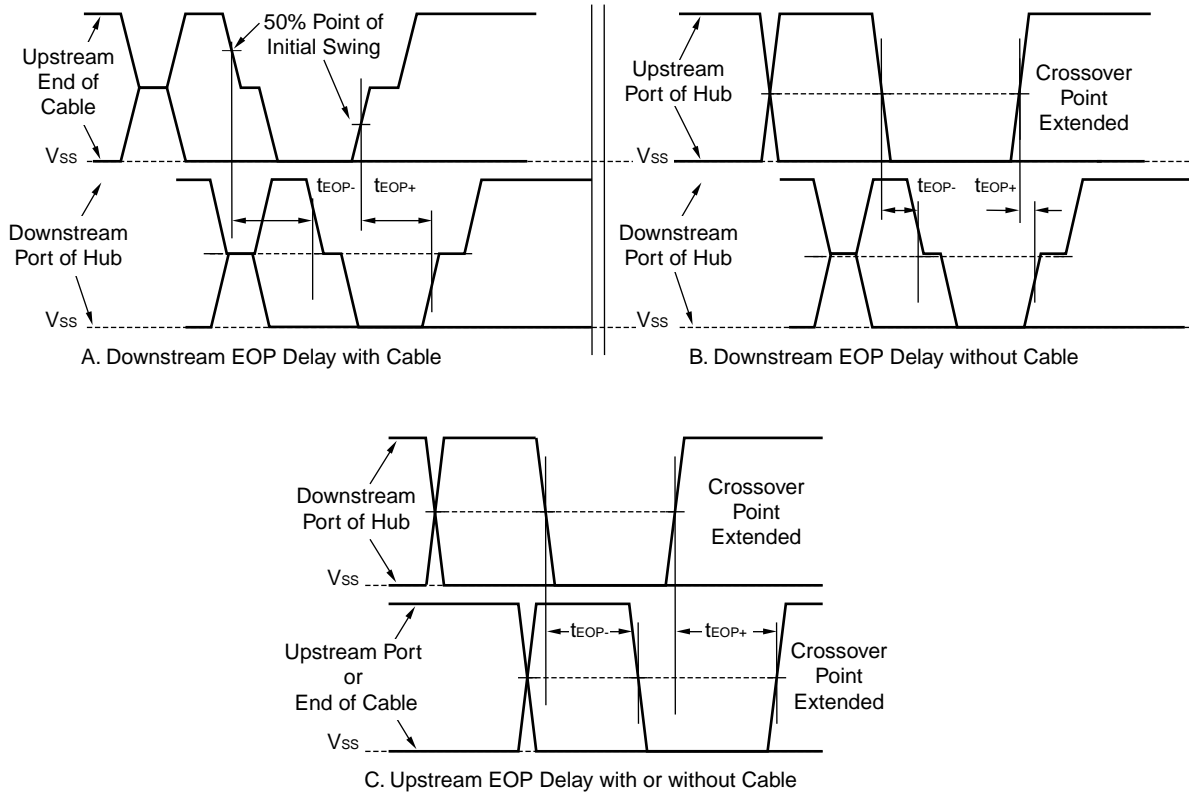 50% Point of
Initial Swing
Upstream
End of
Cable
VSS
tEOP-
tEOP+
Downstream
Port of Hub
VSS
A. Downstream EOP Delay with Cable
Upstream
Port of Hub
Crossover
Point
Extended
VSS
tEOP-
tEOP+
Downstream
Port of Hub
VSS
B. Downstream EOP Delay without Cable
Downstream
Port of Hub
Crossover
Point
Extended
VSS
tEOP-
tEOP+
Upstream Port
or
End of Cable
Crossover
Point
Extended
VSS
C. Upstream EOP Delay with or without Cable